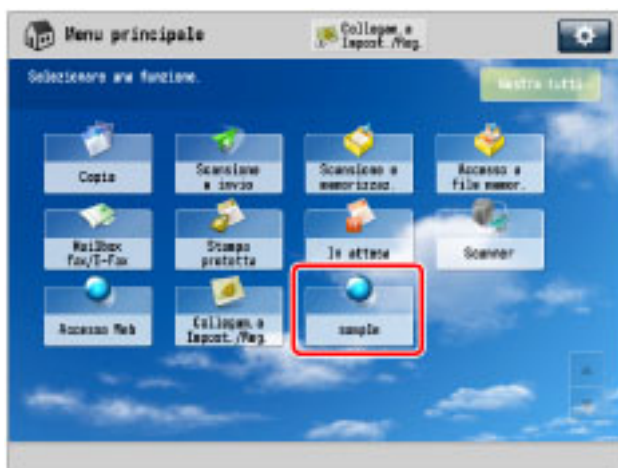 Menu principale
Collegam. a
Impost./Reg.
Selezionare una funzione.
Mostra tutti
Copia
Scansione
e invio
Scansione e
memorizzaz.
Accesso a
file memor.
Mailbox
fax/I-Fax
Stampa
protetta
In attesa
Scanner
Accesso Web
Collegam.a
Impost./Reg.
sample